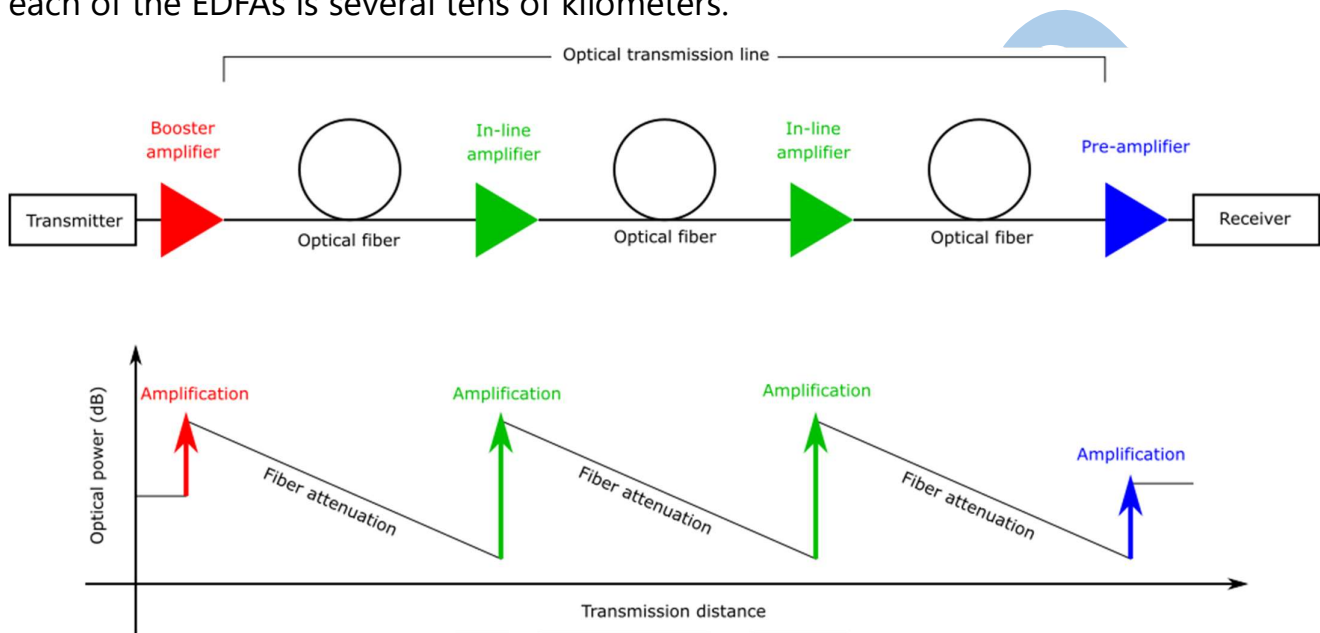 each of the EDFAs is several tens of kilometers.
Optical transmission line
Booster
amplifier
In-line
amplifier
In-line
amplifier
Pre-amplifier
Transmitter
Receiver
Optical fiber
Optical fiber
Optical fiber
Optical power (dB)
Amplification
Amplification
Amplification
Amplification
Fiber attenuation
Fiber attenuation
Fiber attenuation
Transmission distance